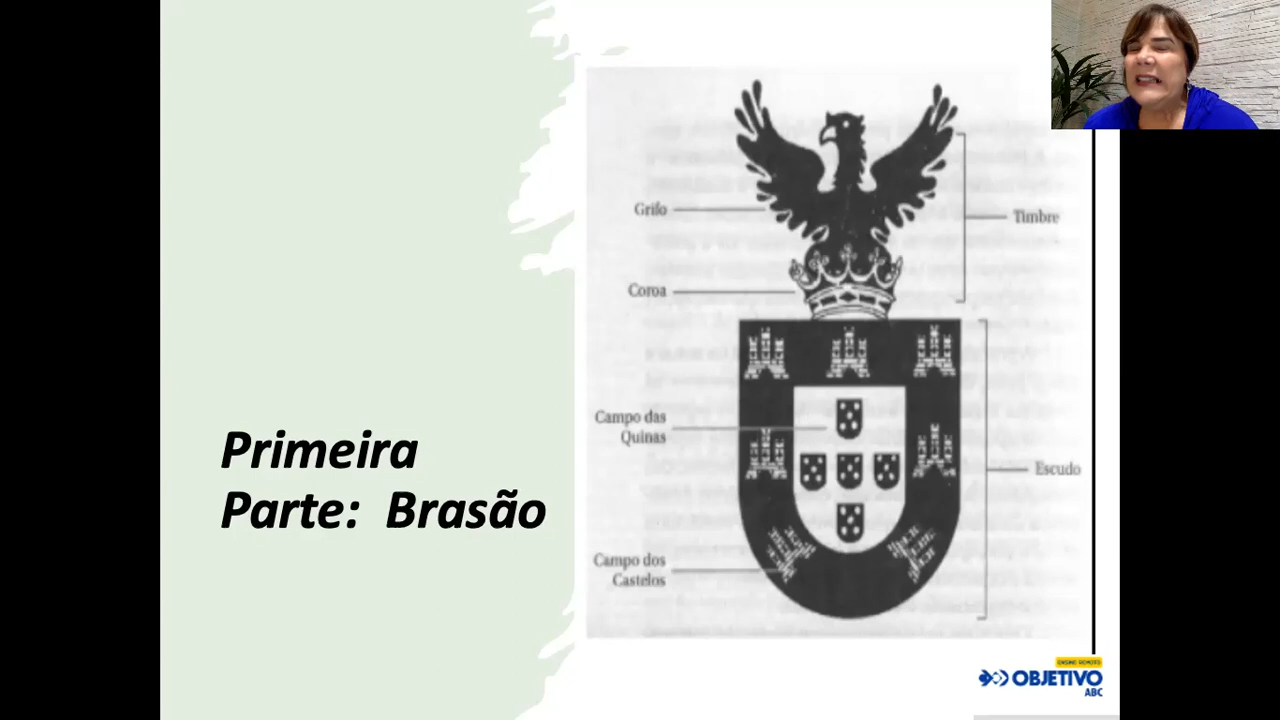 Primeira
Parte: Brasão
Grifo
Timbre
Coroa
Campo das
Quinas
Escudo
Campo dos
Castelos
ENSINO REMOTO
OBJETIVO
ABC